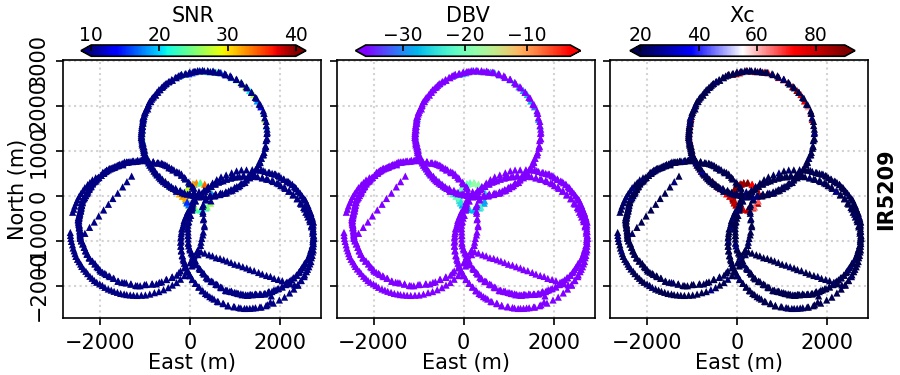 SNR DBV Xc
10 20 30 40 −30 −20 −10 20 40 60 80
North (m)
3000
2000
1000
0
−1000
−2000
−2000 0 2000 −2000 0 2000 −2000 0 2000
East (m) East (m) East (m)
IR5209